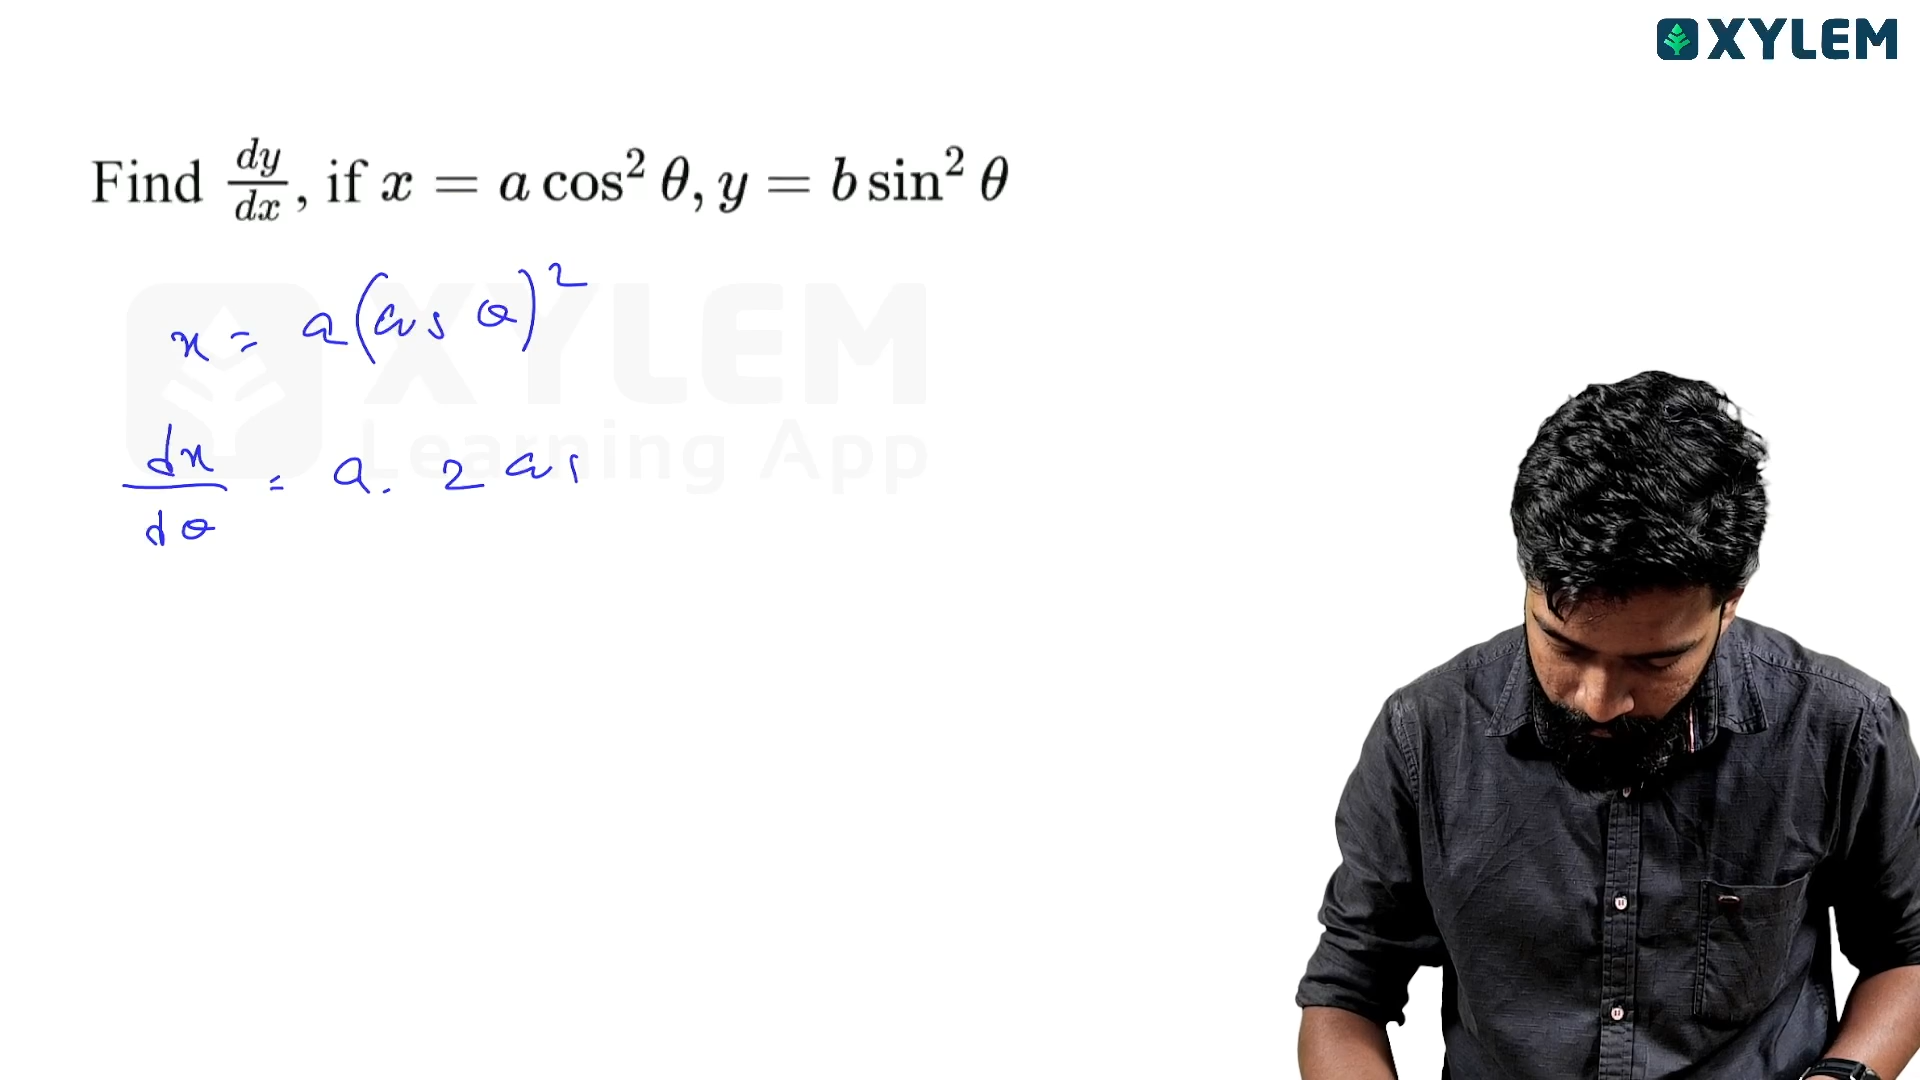 XYLEM
Find dy/dx, if x = a cos² θ, y = b sin² θ
x = a(cos θ)²
dx/dθ = a. 2 cos
XYLEM
Learning App